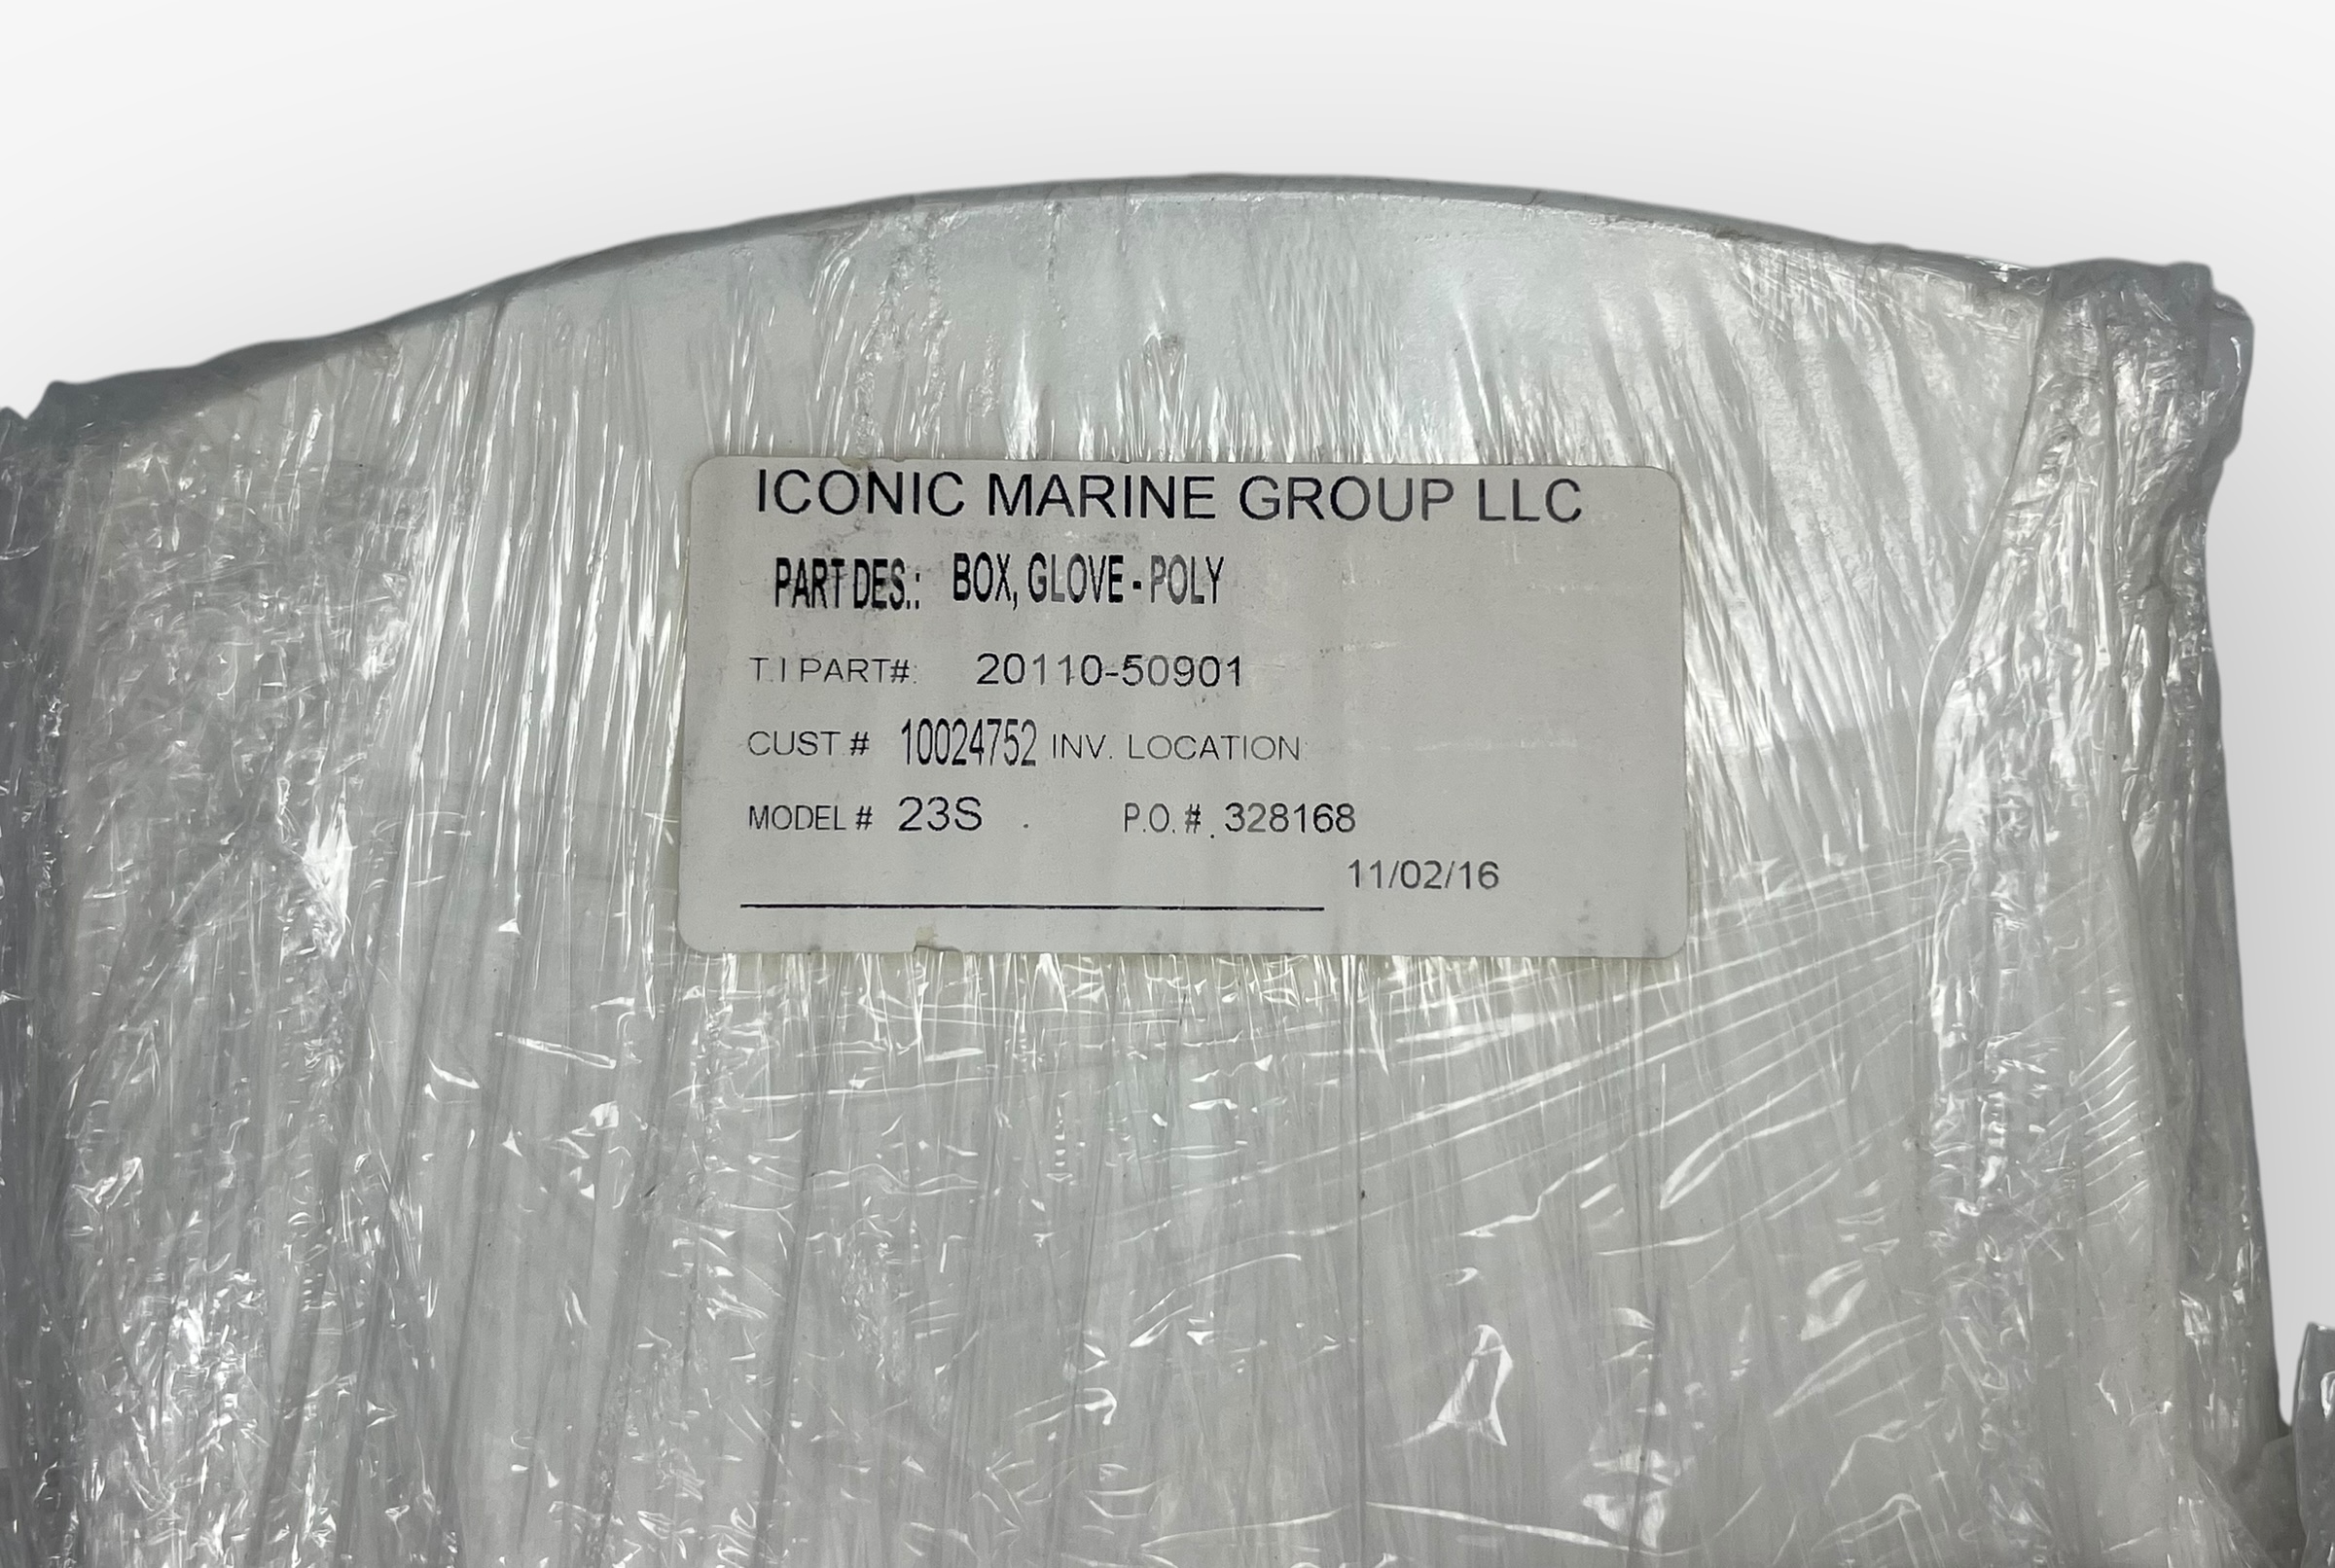 ICONIC MARINE GROUP LLC
PART DES.: BOX, GLOVE - POLY
T.I PART#: 20110-50901
CUST # 10024752 INV. LOCATION:
MODEL # 23S . P.O. #. 328168
11/02/16